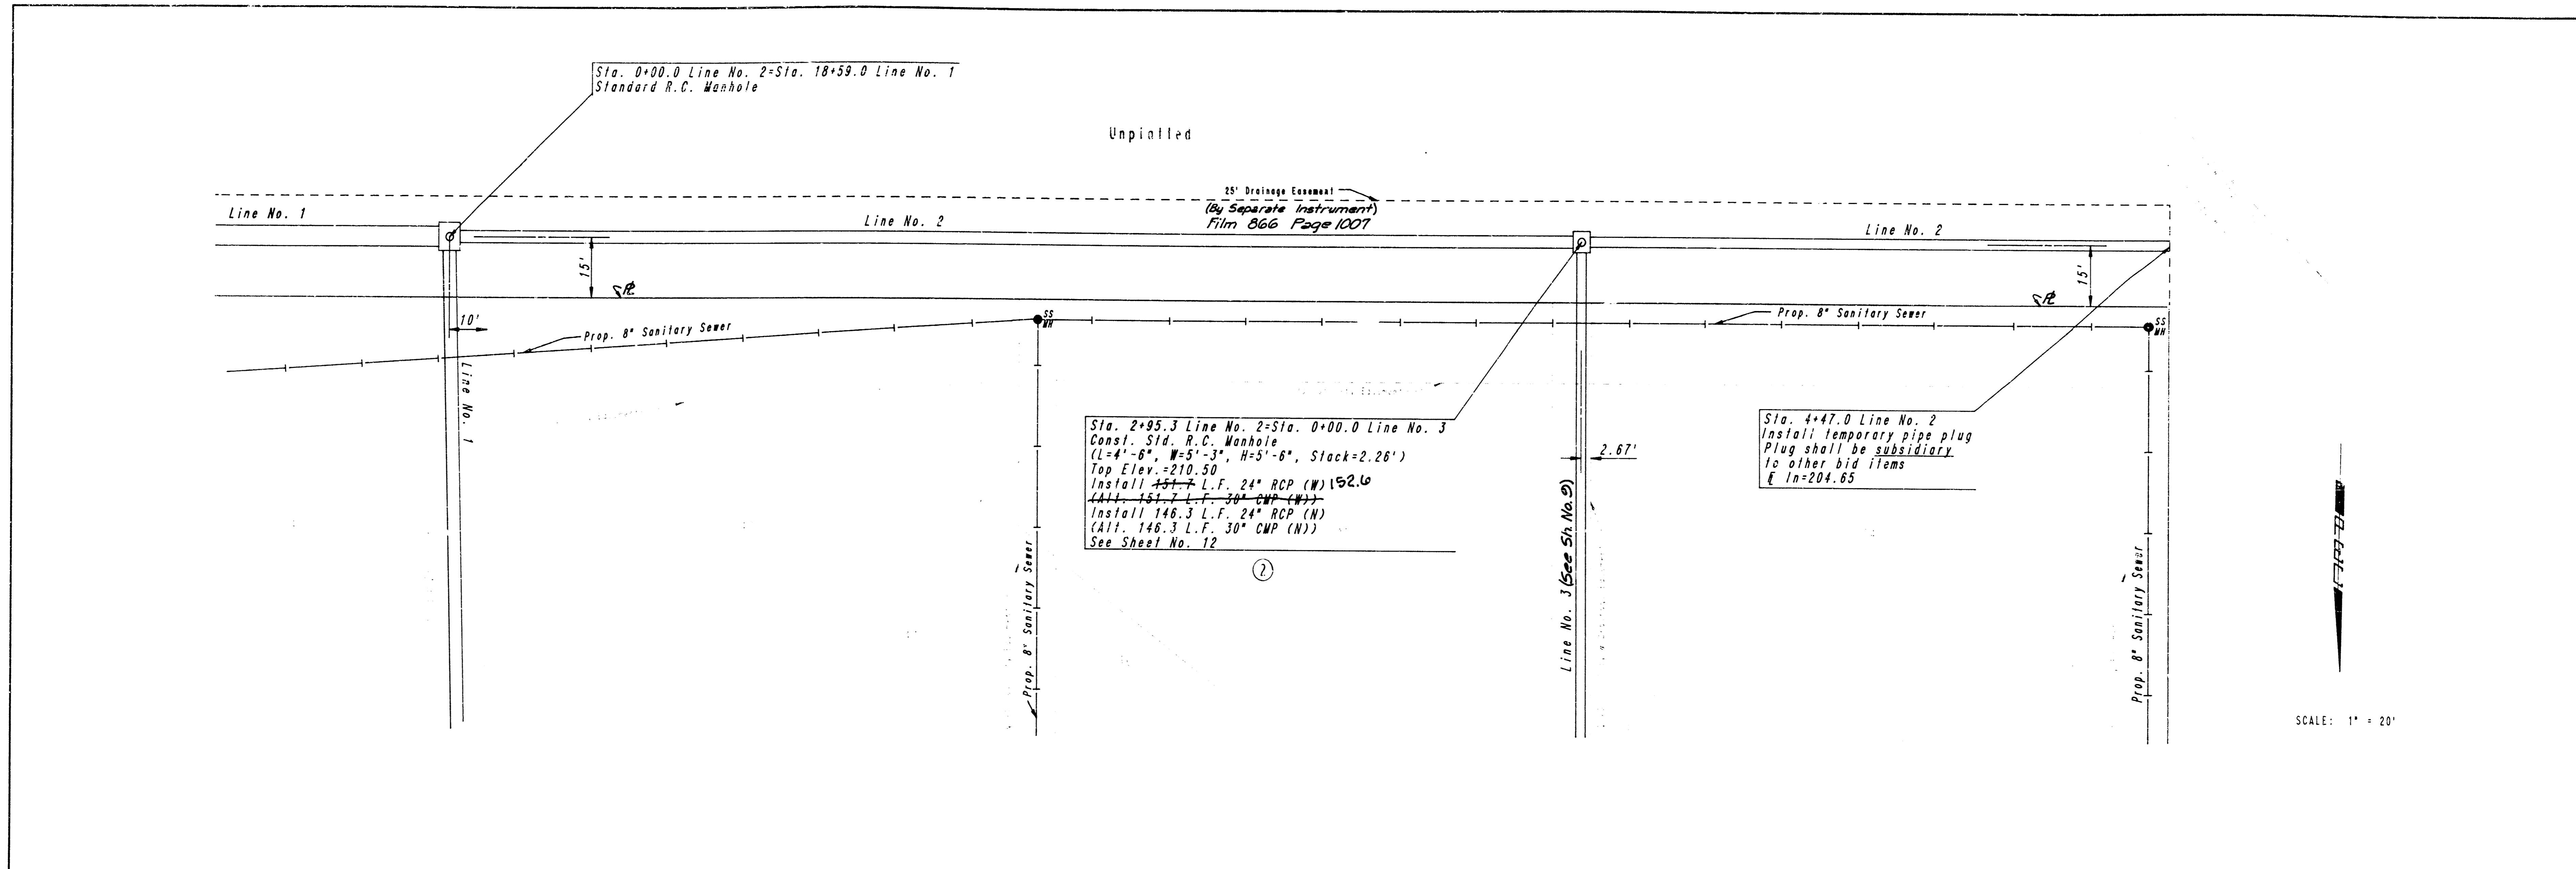 Sta. 0+00.0 Line No. 2=Sta. 18+59.0 Line No. 1
Standard R.C. Manhole
Unplatted
25' Drainage Easement
(By Separate Instrument)
Film 866 Page 1007
Line No. 1
Line No. 2
Line No. 2
15'
15'
PL
PL
10'
Prop. 8" Sanitary Sewer
SS
MH
Prop. 8" Sanitary Sewer
SS
MH
Line No. 1
Sta. 2+95.3 Line No. 2=Sta. 0+00.0 Line No. 3
Const. Std. R.C. Manhole
(L=4'-6", W=5'-3", H=5'-6", Stack=2.26')
Top Elev.=210.50
Install 151.7 L.F. 24" RCP (W) 152.6
(Alt. 151.7 L.F. 30" CMP (W))
Install 146.3 L.F. 24" RCP (N)
(Alt. 146.3 L.F. 30" CMP (N))
See Sheet No. 12
2
2.67'
Sta. 4+47.0 Line No. 2
Install temporary pipe plug
Plug shall be subsidiary
to other bid items
In=204.65
Prop. 8" Sanitary Sewer
Line No. 3 (See Sh. No. 9)
Prop. 8" Sanitary Sewer
SCALE: 1" = 20'